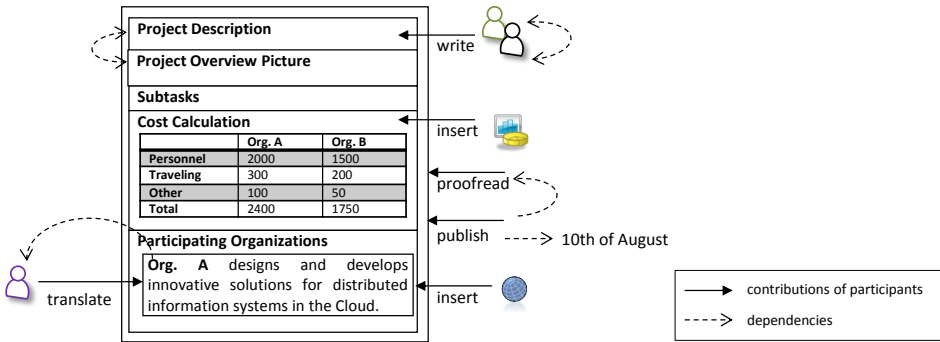 Project Description
write
Project Overview Picture
Subtasks
Cost Calculation
insert
Org. A Org. B
Personnel 2000 1500
Traveling 300 200
Other 100 50
Total 2400 1750
proofread
publish
10th of August
Participating Organizations
Org. A designs and develops
innovative solutions for distributed
information systems in the Cloud.
translate
insert
contributions of participants
dependencies